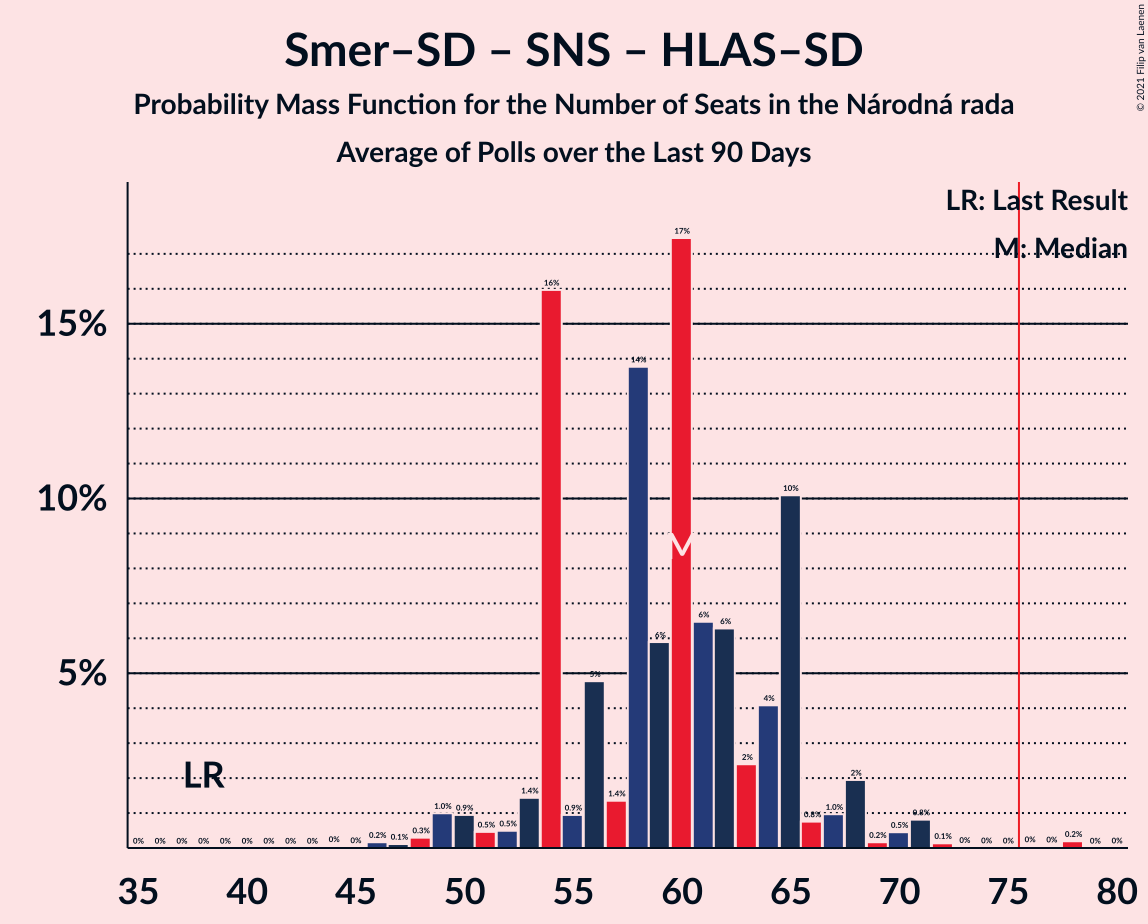 Smer–SD – SNS – HLAS–SD
Probability Mass Function for the Number of Seats in the Národná rada
Average of Polls over the Last 90 Days
© 2021 Filip van Laenen
LR: Last Result
M: Median
17%
16%
15%
14%
10%
10%
6%
6%
6%
5%
5%
4%
2%
2%
LR
1.4%
1.4%
1.0%
0.9%
0.5%
0.5%
0.9%
0.8%
1.0%
0.2%
0.5%
0.8%
0.1%
0% 0% 0% 0% 0% 0% 0% 0% 0% 0% 0% 0.2% 0.1% 0.3%
0% 0% 0% 0% 0% 0.2% 0% 0%
M
35 40 45 50 55 60 65 70 75 80